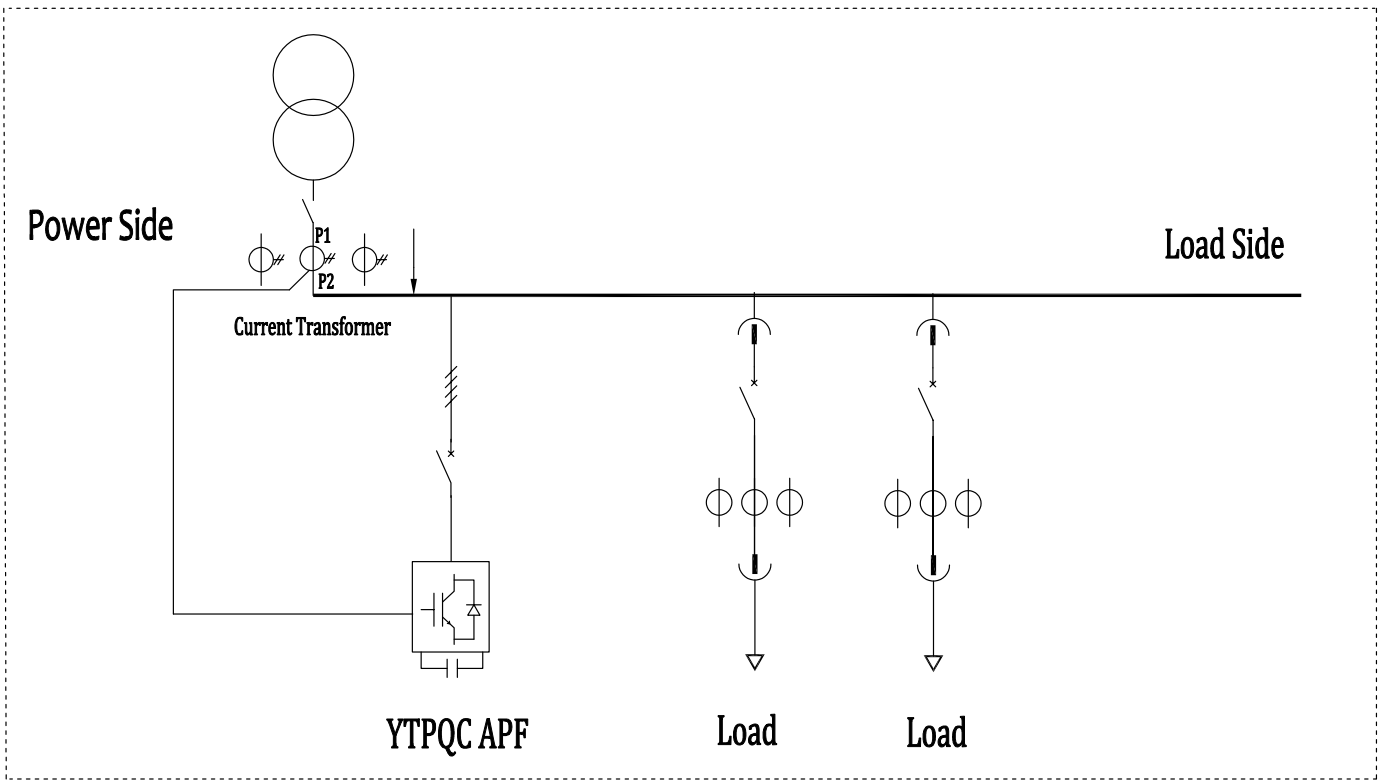 Power Side
P1
P2
Load Side
Current Transformer
YTPQC APF
Load
Load